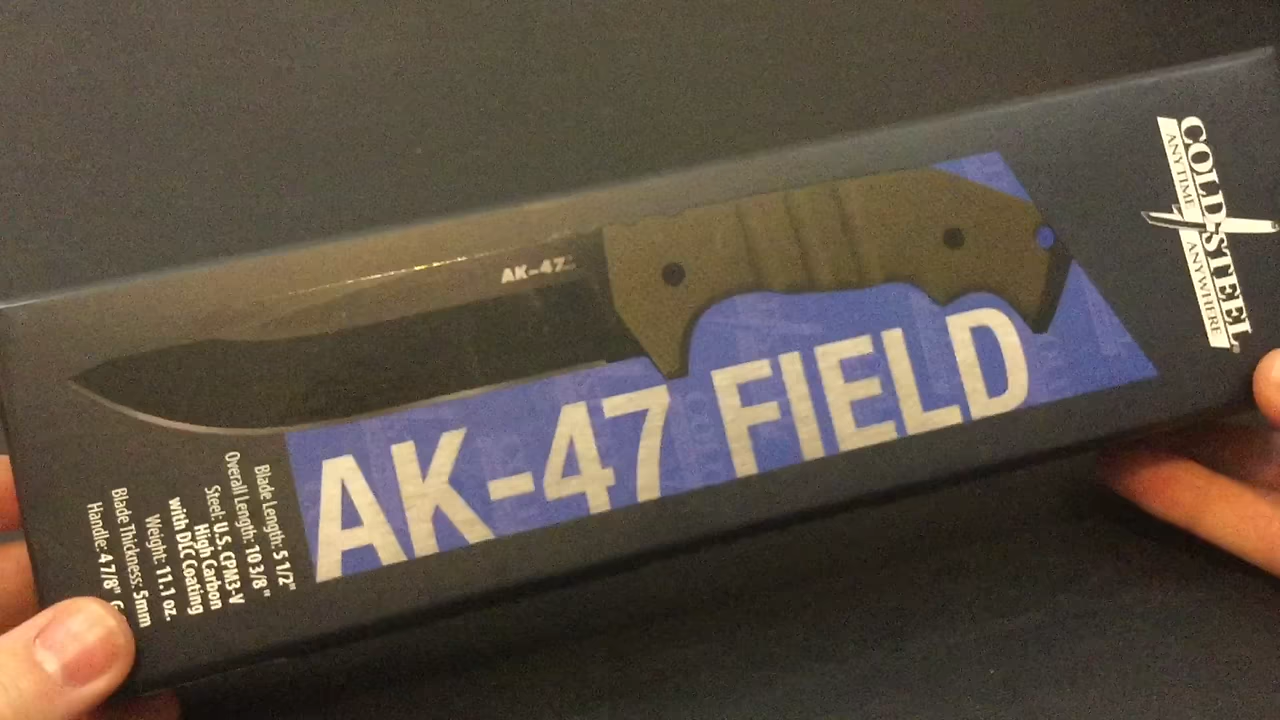 AK-47
AK-47 FIELD
COLD STEEL
ANYTIME ANYWHERE
Blade Length: 5 1/2"
Overall Length: 10 3/8"
Steel: U.S. CPM3-V
High Carbon
with DLC Coating
Weight: 11.1 oz.
Blade Thickness: 5mm
Handle: 4 7/8"